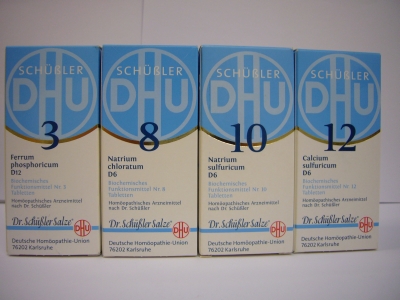 SCHÜßLER
DHU
3
Ferrum
phosphoricum
D12
Biochemisches
Funktionsmittel Nr. 3
Tabletten
Homöopathisches Arzneimittel
nach Dr. Schüßler
Dr. Schüßler Salze
DHU
Deutsche Homöopathie-Union
76202 Karlsruhe
SCHÜßLER
DHU
8
Natrium
chloratum
D6
Biochemisches
Funktionsmittel Nr. 8
Tabletten
Homöopathisches Arzneimittel
nach Dr. Schüßler
Dr. Schüßler Salze
DHU
Deutsche Homöopathie-Union
76202 Karlsruhe
SCHÜßLER
DHU
10
Natrium
sulfuricum
D6
Biochemisches
Funktionsmittel Nr. 10
Tabletten
Homöopathisches Arzneimittel
nach Dr. Schüßler
Dr. Schüßler Salze
DHU
Deutsche Homöopathie-Union
76202 Karlsruhe
SCHÜßLER
DHU
12
Calcium
sulfuricum
D6
Biochemisches
Funktionsmittel Nr. 12
Tabletten
Homöopathisches Arzneimittel
nach Dr. Schüßler
Dr. Schüßler Salze
DHU
Deutsche Homöopathie-Union
76202 Karlsruhe